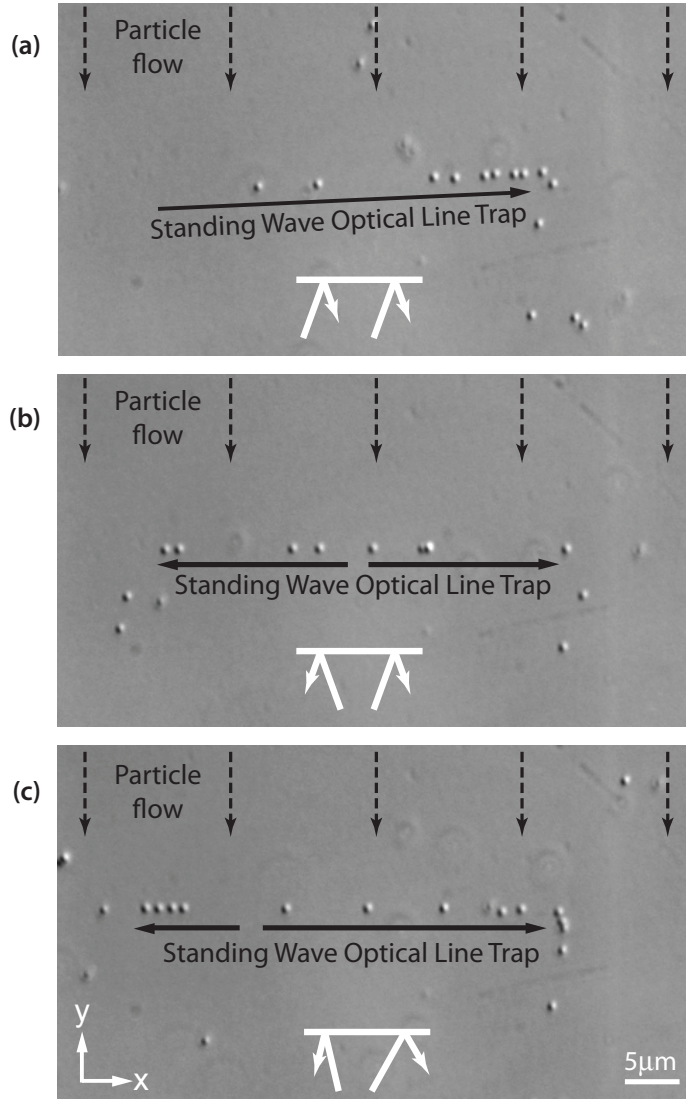 (a)
Particle
flow
Standing Wave Optical Line Trap
(b)
Particle
flow
Standing Wave Optical Line Trap
(c)
Particle
flow
Standing Wave Optical Line Trap
y
x
5μm